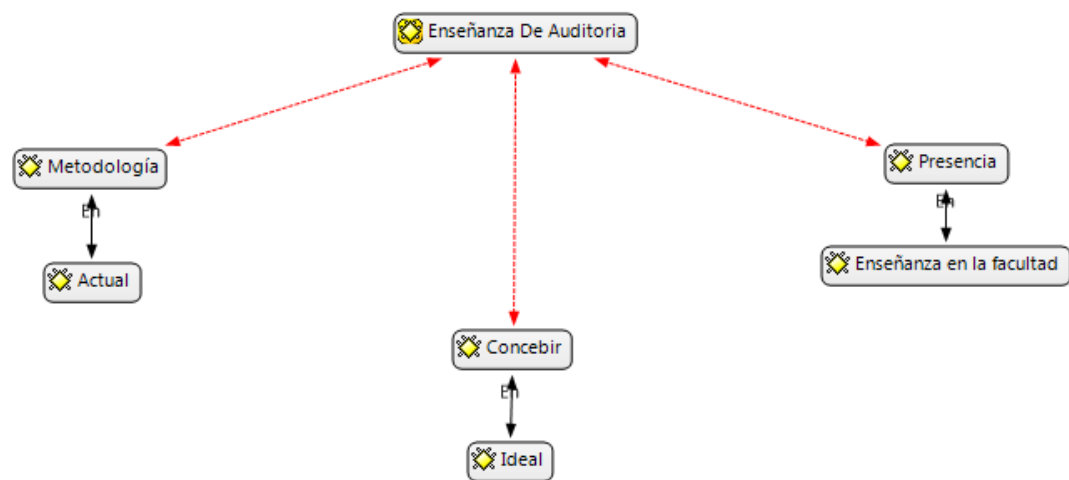 Enseñanza De Auditoria
Metodología
Presencia
En
En
Enseñanza en la facultad
Actual
Concebir
En
Ideal